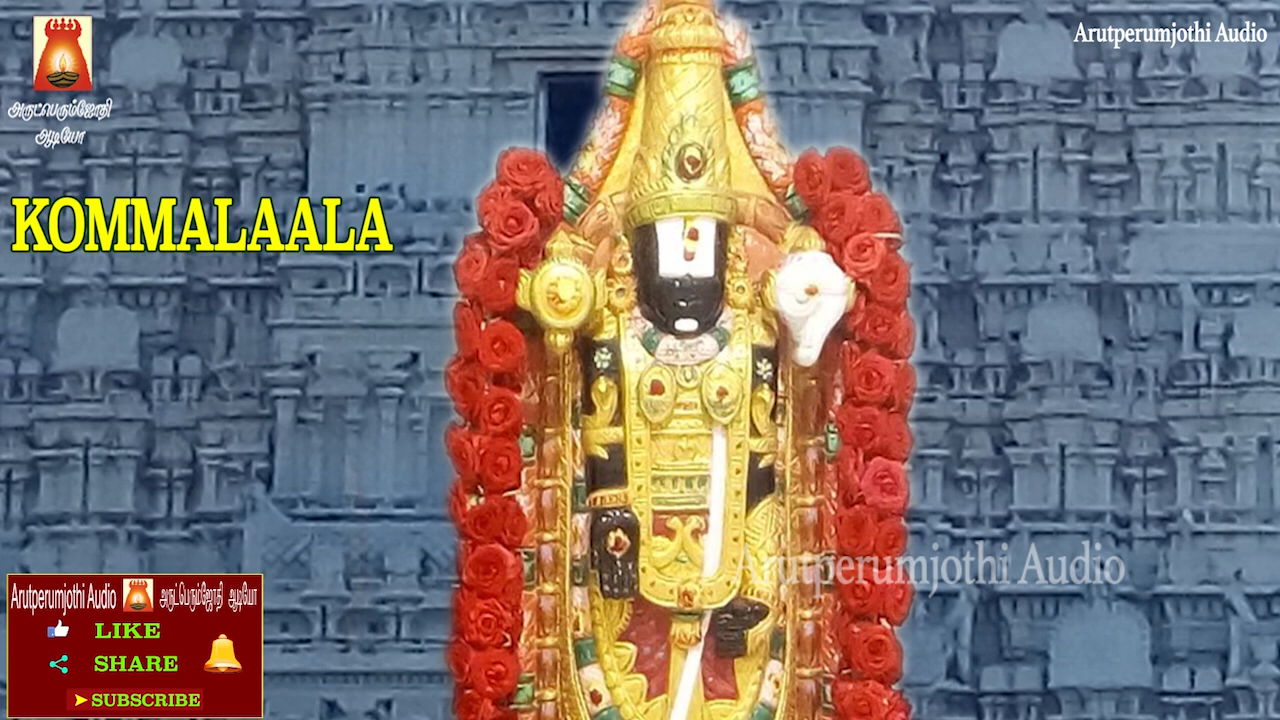 Arutperumjothi Audio
அருட்பெரும்ஜோதி
ஆடியோ
KOMMALAALA
Arutperumjothi Audio
Arutperumjothi Audio அருட்பெரும்ஜோதி ஆடியோ
LIKE
SHARE
SUBSCRIBE